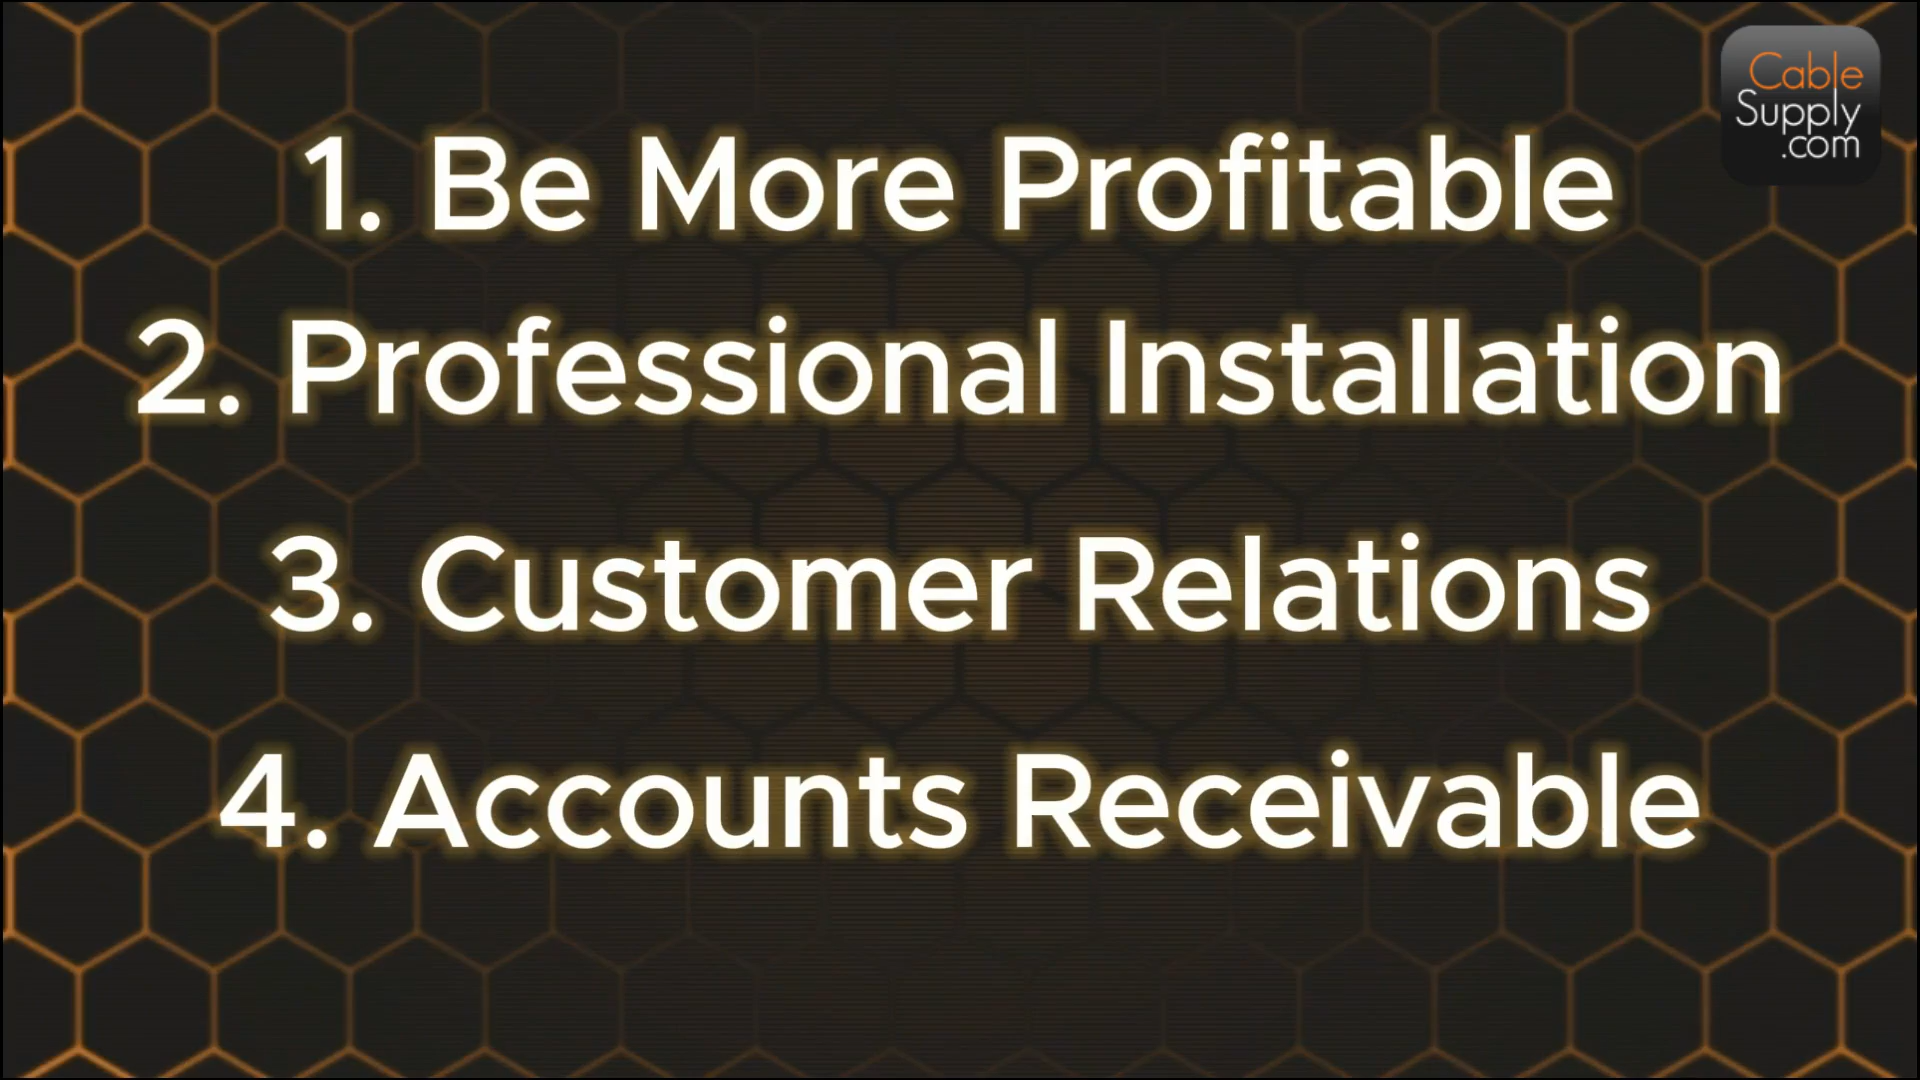 Cable
Supply
.com
1. Be More Profitable
2. Professional Installation
3. Customer Relations
4. Accounts Receivable